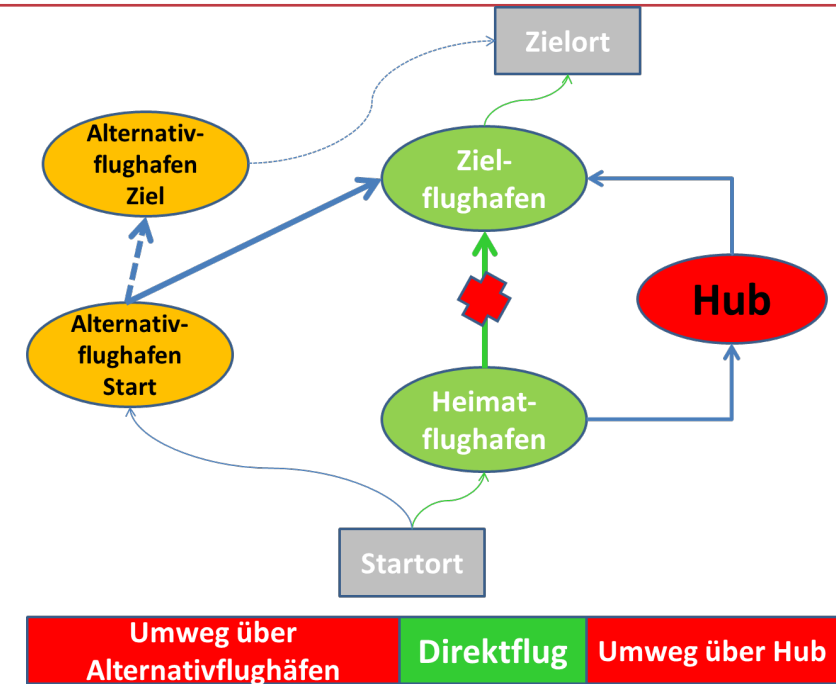 Zielort
Alternativ-
flughafen
Ziel
Ziel-
flughafen
Hub
Alternativ-
flughafen
Start
Heimat-
flughafen
Startort
Umweg über
Alternativflughäfen
Direktflug
Umweg über Hub